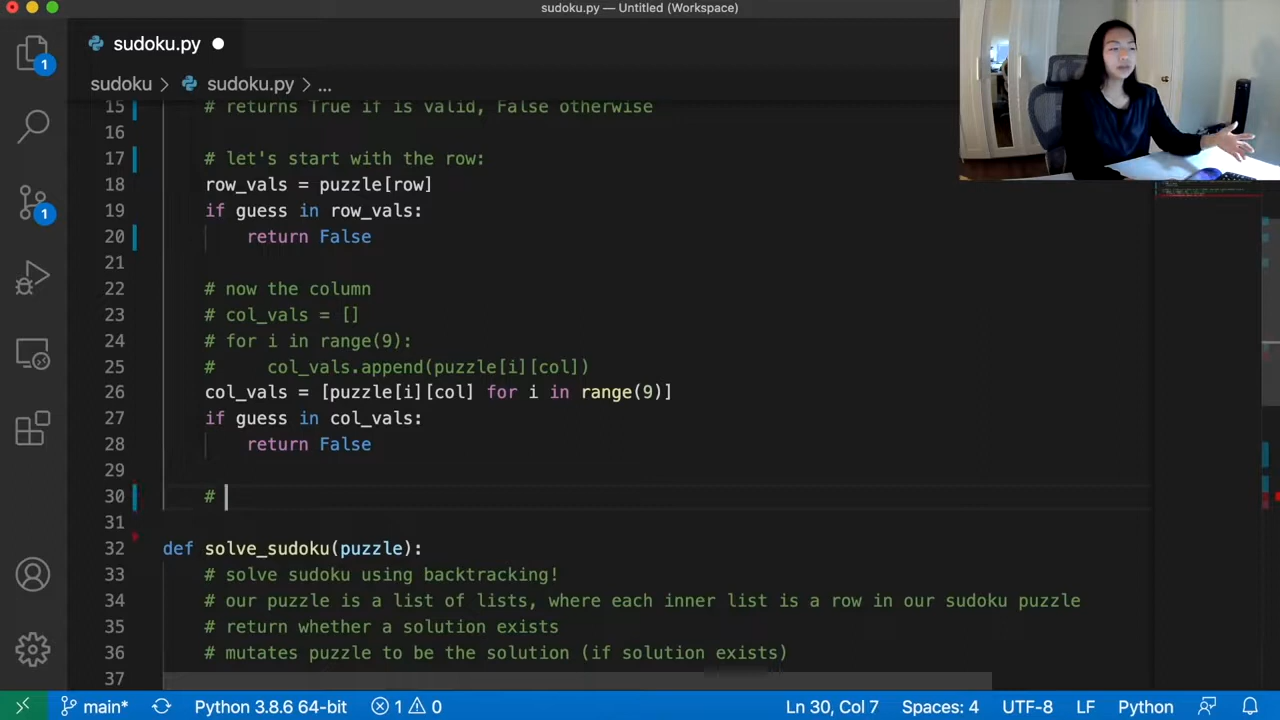 sudoku.py — Untitled (Workspace)
sudoku.py
sudoku > sudoku.py > ...
1
1
15 # returns True if is valid, False otherwise
16
17 # let's start with the row:
18 row_vals = puzzle[row]
19 if guess in row_vals:
20 return False
21
22 # now the column
23 # col_vals = []
24 # for i in range(9):
25 # col_vals.append(puzzle[i][col])
26 col_vals = [puzzle[i][col] for i in range(9)]
27 if guess in col_vals:
28 return False
29
30 #
31
32 def solve_sudoku(puzzle):
33 # solve sudoku using backtracking!
34 # our puzzle is a list of lists, where each inner list is a row in our sudoku puzzle
35 # return whether a solution exists
36 # mutates puzzle to be the solution (if solution exists)
37
main* Python 3.8.6 64-bit 1 0 Ln 30, Col 7 Spaces: 4 UTF-8 LF Python